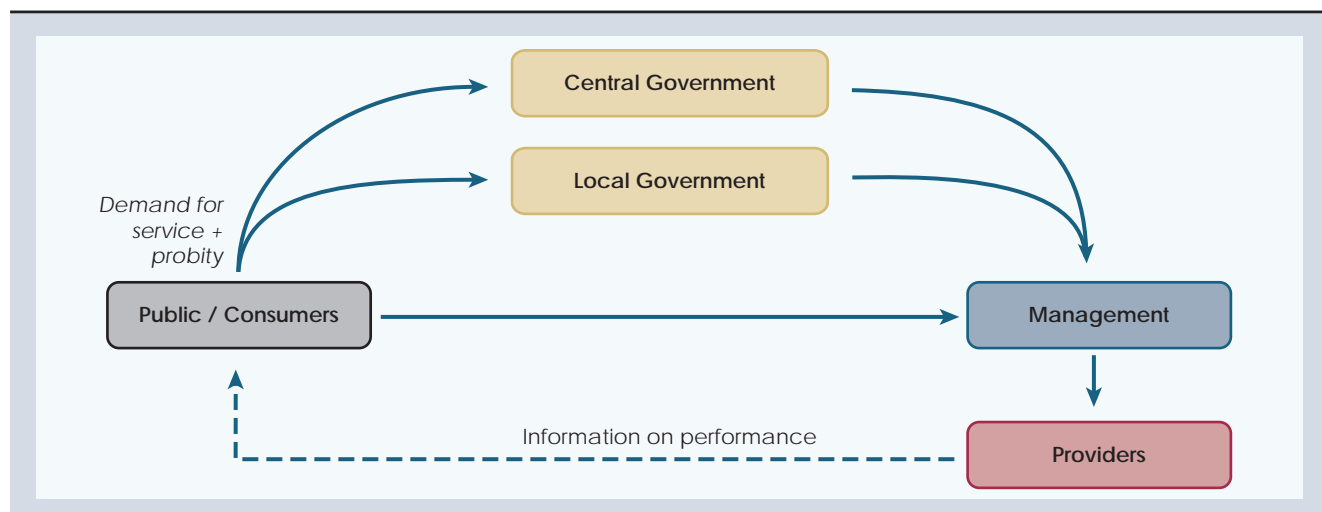 Central Government
Local Government
Demand for
service +
probity
Public / Consumers
Management
Information on performance
Providers